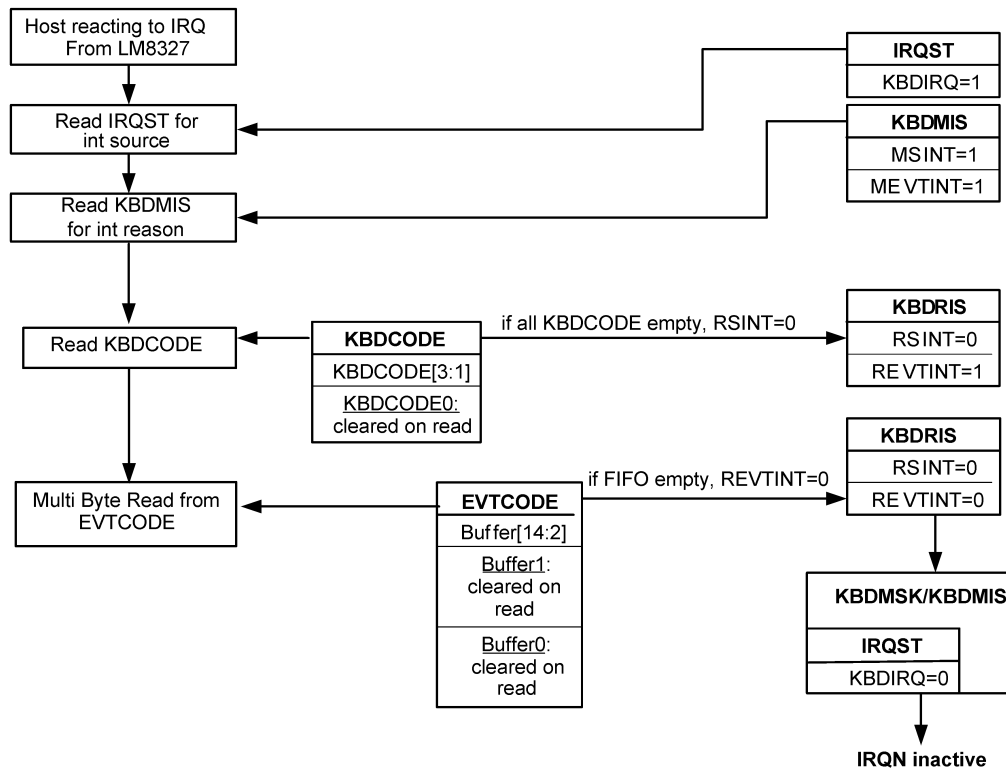 Host reacting to IRQ
From LM8327
IRQST
KBDIRQ=1
Read IRQST for
int source
KBDMIS
MSINT=1
MEVTINT=1
Read KBDMIS
for int reason
Read KBDCODE
KBDCODE
KBDCODE[3:1]
KBDCODE0:
cleared on read
if all KBDCODE empty, RSINT=0
KBDRIS
RSINT=0
REVTINT=1
Multi Byte Read from
EVTCODE
EVTCODE
Buffer[14:2]
Buffer1:
cleared on
read
Buffer0:
cleared on
read
if FIFO empty, REVTINT=0
KBDRIS
RSINT=0
REVTINT=0
KBDMSK/KBDMIS
IRQST
KBDIRQ=0
IRQN inactive